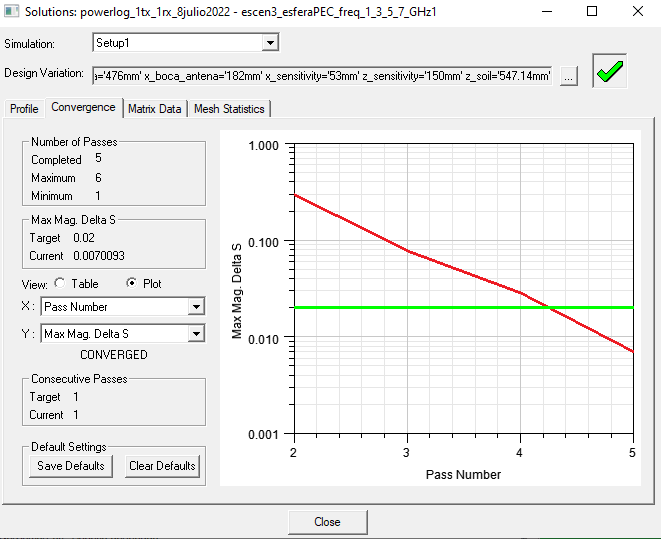 Solutions: powerlog_1tx_1rx_8julio2022 - escen3_esferaPEC_freq_1_3_5_7_GHz1
Simulation: Setup1
Design Variation: a='476mm' x_boca_antena='182mm' x_sensitivity='53mm' z_sensitivity='150mm' z_soil='547.14mm' ...
Profile Convergence Matrix Data Mesh Statistics
Number of Passes
Completed 5
Maximum 6
Minimum 1
Max Mag. Delta S
Target 0.02
Current 0.0070093
View: Table Plot
X: Pass Number
Y: Max Mag. Delta S
CONVERGED
Consecutive Passes
Target 1
Current 1
Default Settings
Save Defaults Clear Defaults
1.000
0.100
0.010
0.001
Max Mag. Delta S
2 3 4 5
Pass Number
Close